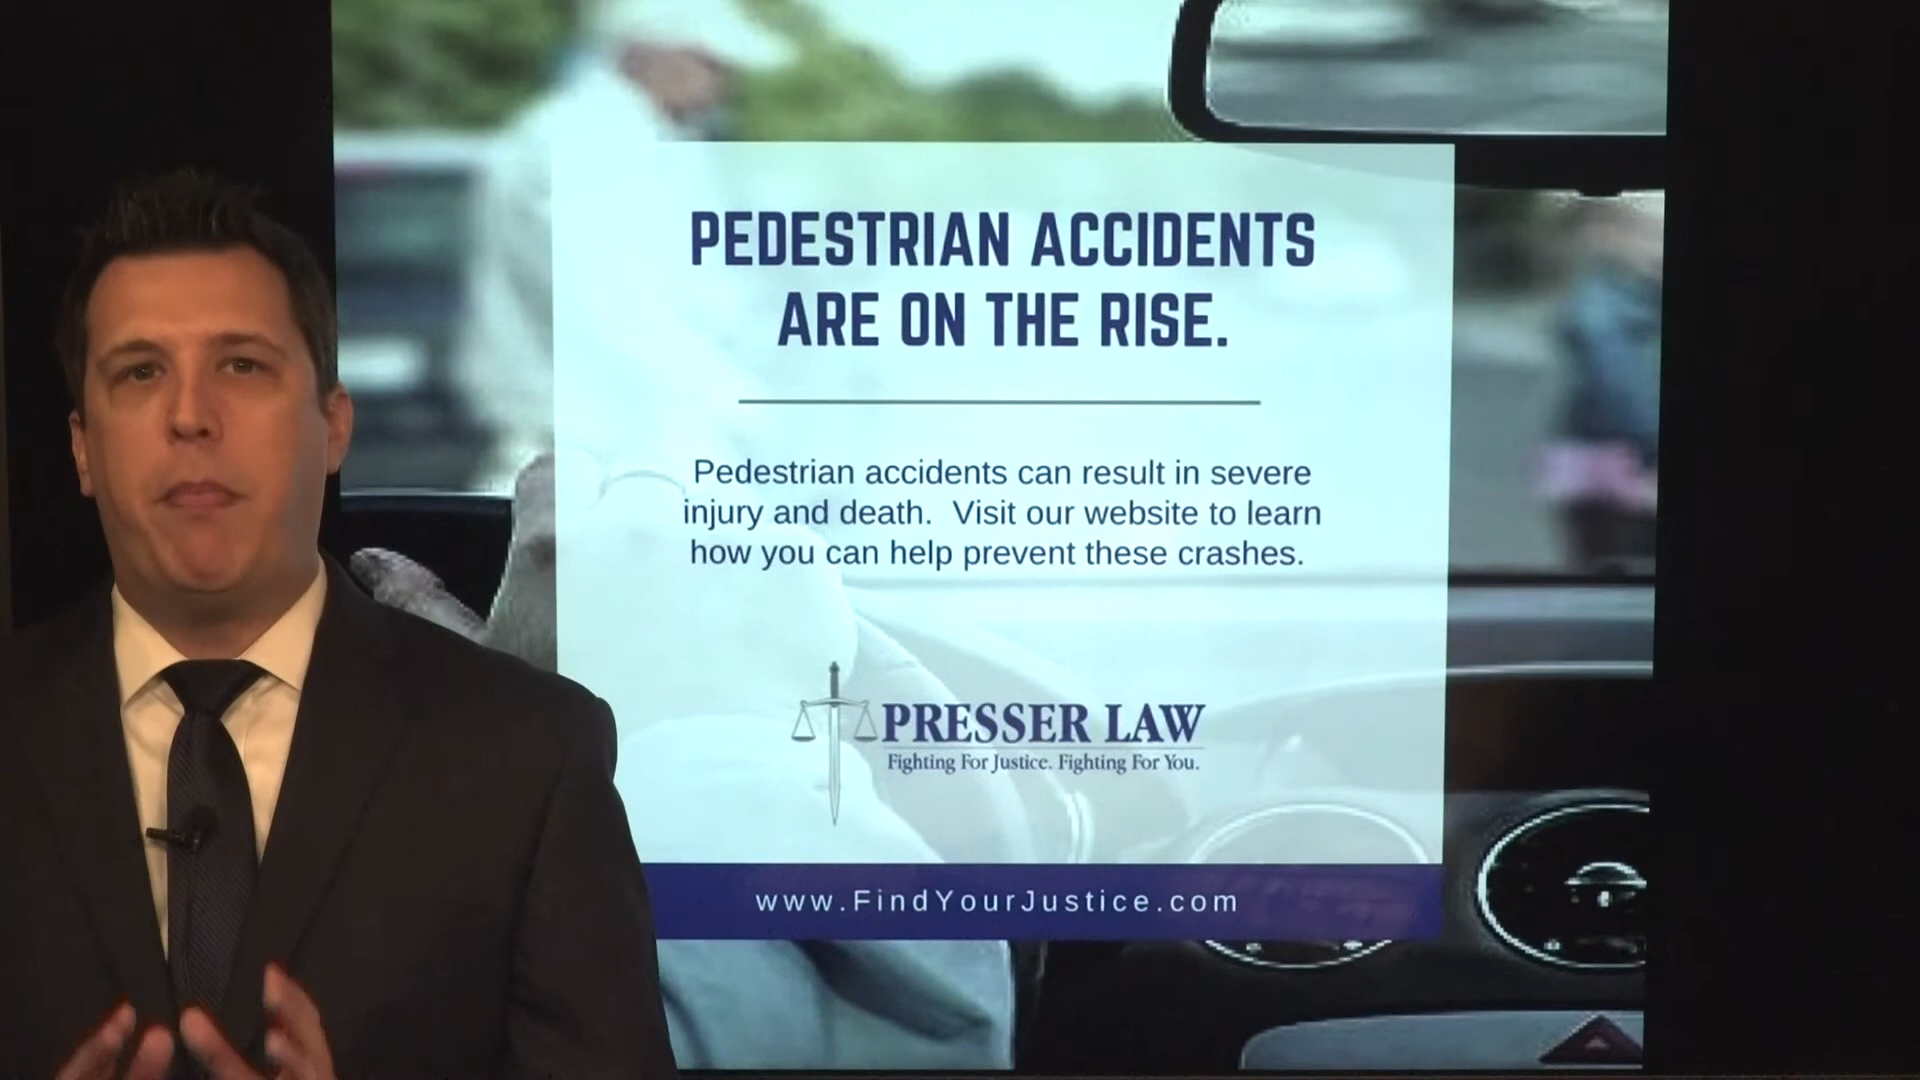 PEDESTRIAN ACCIDENTS
ARE ON THE RISE.
Pedestrian accidents can result in severe
injury and death.  Visit our website to learn
how you can help prevent these crashes.
PRESSER LAW
Fighting For Justice. Fighting For You.
www.FindYourJustice.com